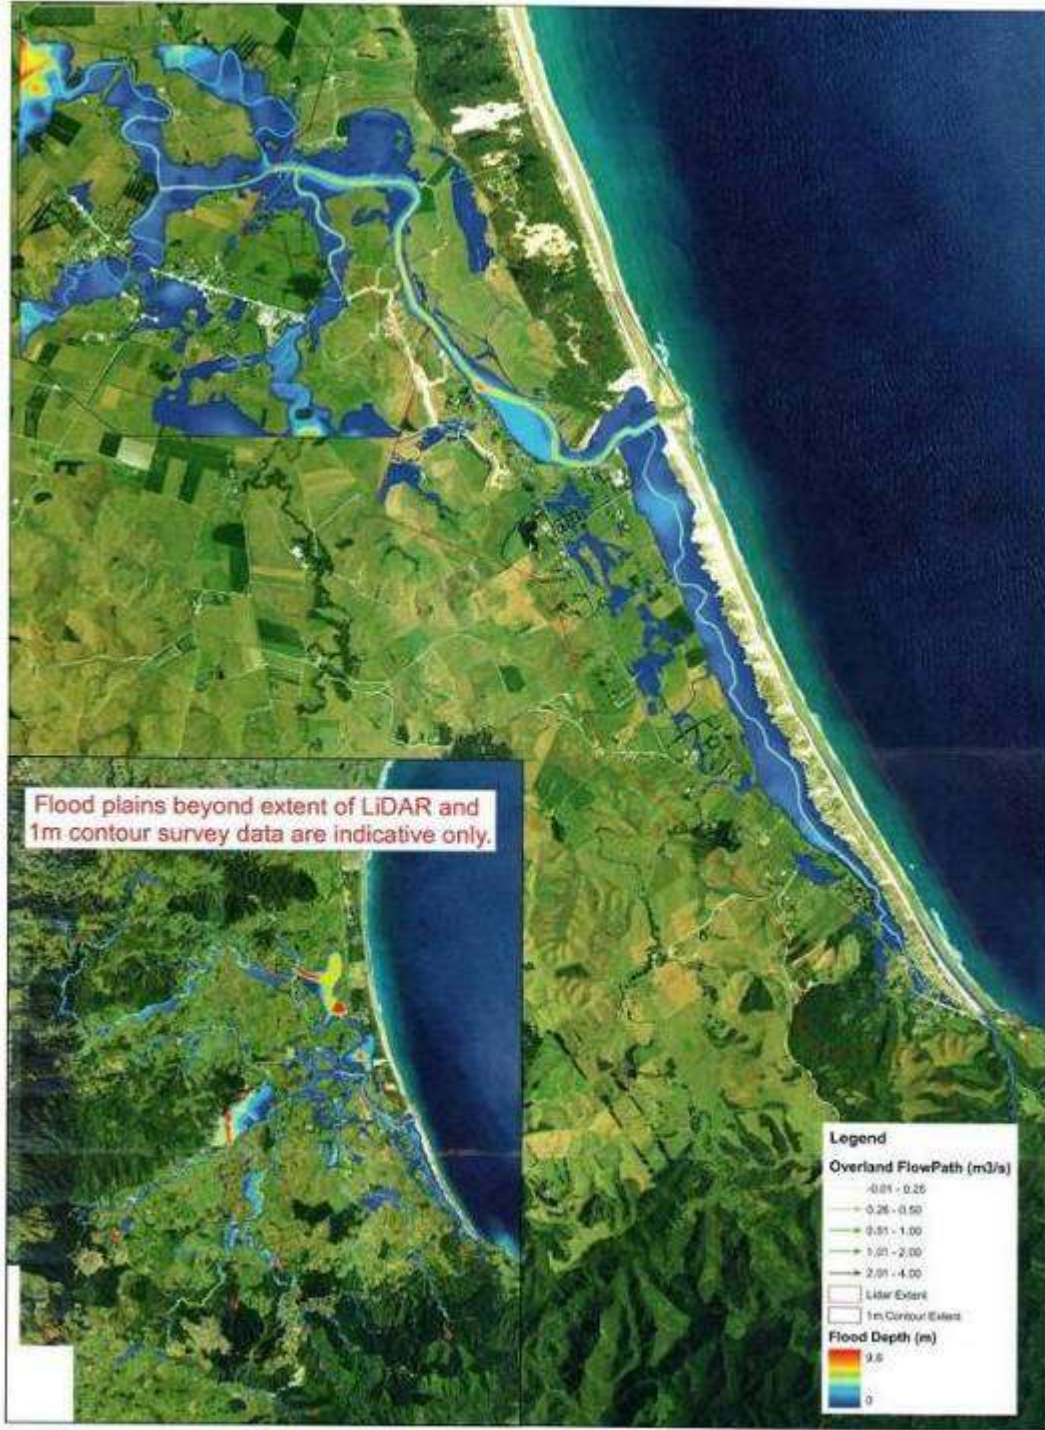 Flood plains beyond extent of LiDAR and
1m contour survey data are indicative only.
Legend
Overland FlowPath (m3/s)
-0.01 - 0.25
0.26 - 0.50
0.51 - 1.00
1.01 - 2.00
2.01 - 4.00
Lidar Extent
1m Contour Extent
Flood Depth (m)
9.6
0